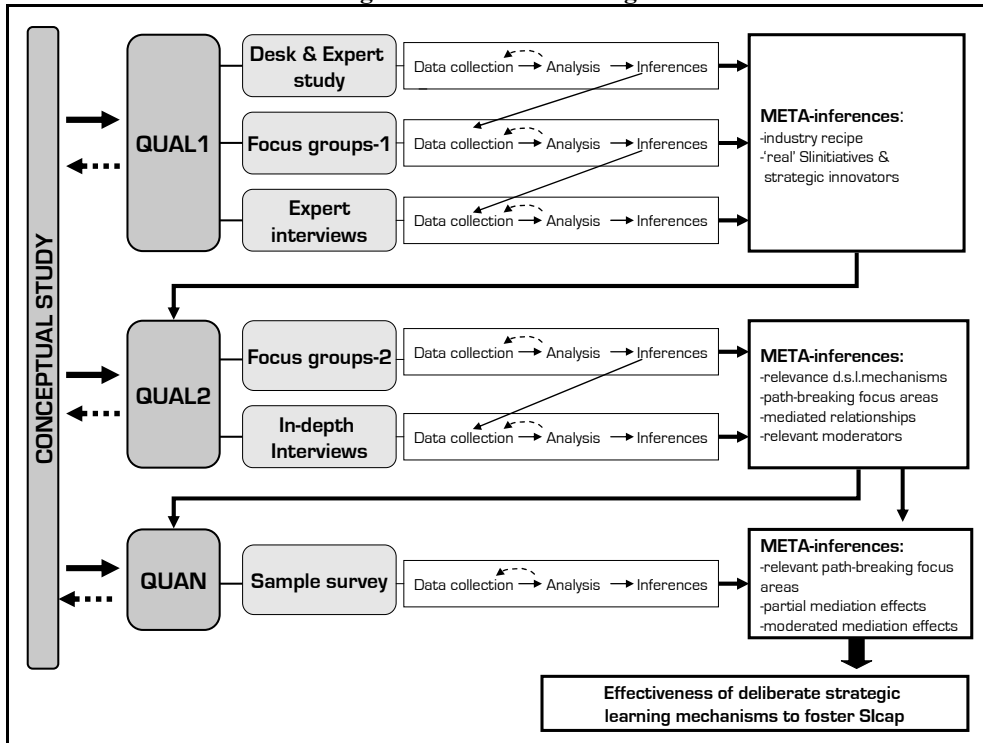 CONCEPTUAL STUDY
QUAL1
Desk & Expert
study
Data collection Analysis Inferences
Focus groups-1
Data collection Analysis Inferences
Expert
interviews
Data collection Analysis Inferences
META-inferences:
-industry recipe
-'real' SIinitiatives &
strategic innovators
QUAL2
Focus groups-2
Data collection Analysis Inferences
In-depth
Interviews
Data collection Analysis Inferences
META-inferences:
-relevance d.s.l.mechanisms
-path-breaking focus areas
-mediated relationships
-relevant moderators
QUAN
Sample survey
Data collection Analysis Inferences
META-inferences:
-relevant path-breaking focus
areas
-partial mediation effects
-moderated mediation effects
Effectiveness of deliberate strategic
learning mechanisms to foster SIcap